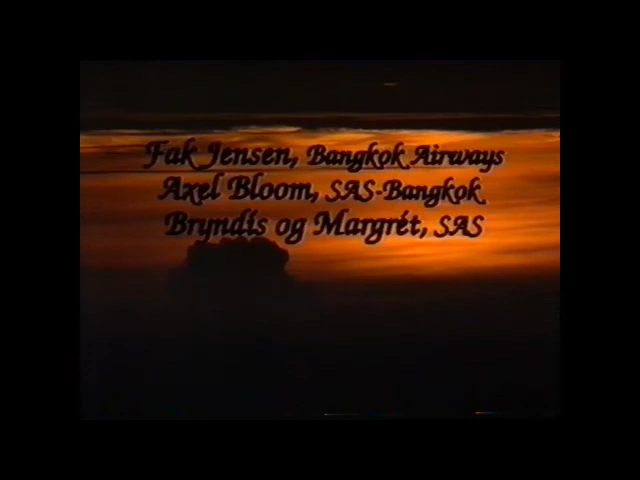 Fak Jensen, Bangkok Airways
Axel Bloom, SAS-Bangkok
Bryndís og Margrét, SAS